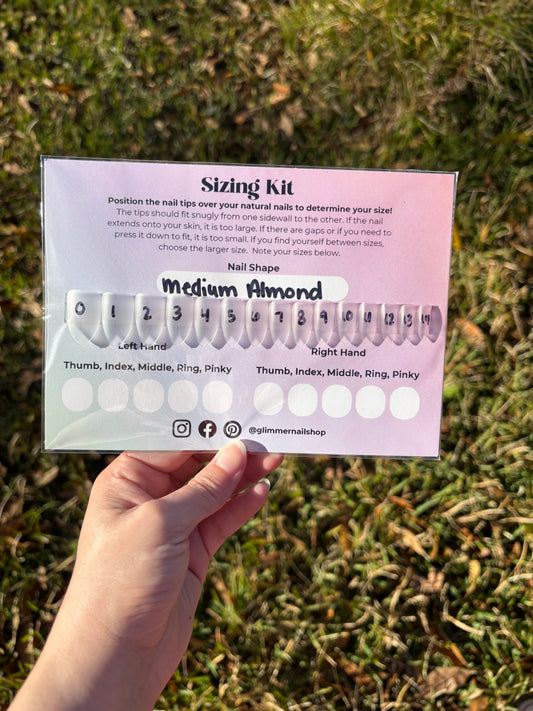 Sizing Kit
Position the nail tips over your natural nails to determine your size!
The tips should fit snugly from one sidewall to the other. If the nail
extends onto your skin, it is too large. If there are gaps or if you need to
press it down to fit, it is too small. If you find yourself between sizes,
choose the larger size. Note your sizes below.
Nail Shape
Medium Almond
0 1 2 3 4 5 6 7 8 9 10 11 12 13 14
Left Hand Right Hand
Thumb, Index, Middle, Ring, Pinky Thumb, Index, Middle, Ring, Pinky
@glimmernailshop